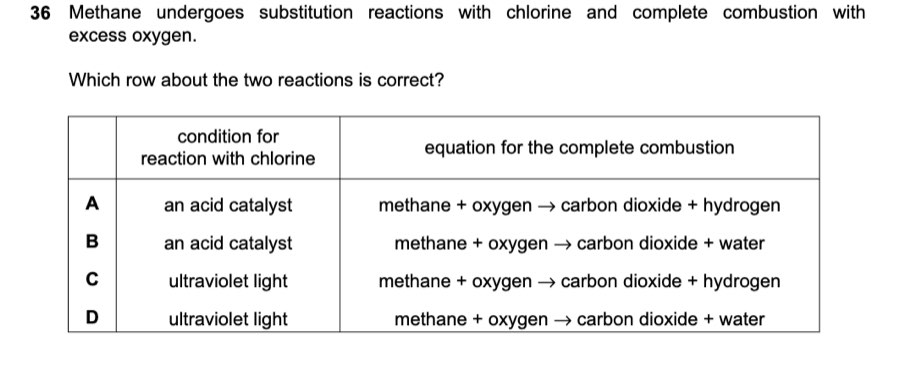 36 Methane undergoes substitution reactions with chlorine and complete combustion with
excess oxygen.
Which row about the two reactions is correct?
condition for
reaction with chlorine
equation for the complete combustion
A an acid catalyst methane + oxygen → carbon dioxide + hydrogen
B an acid catalyst methane + oxygen → carbon dioxide + water
C ultraviolet light methane + oxygen → carbon dioxide + hydrogen
D ultraviolet light methane + oxygen → carbon dioxide + water